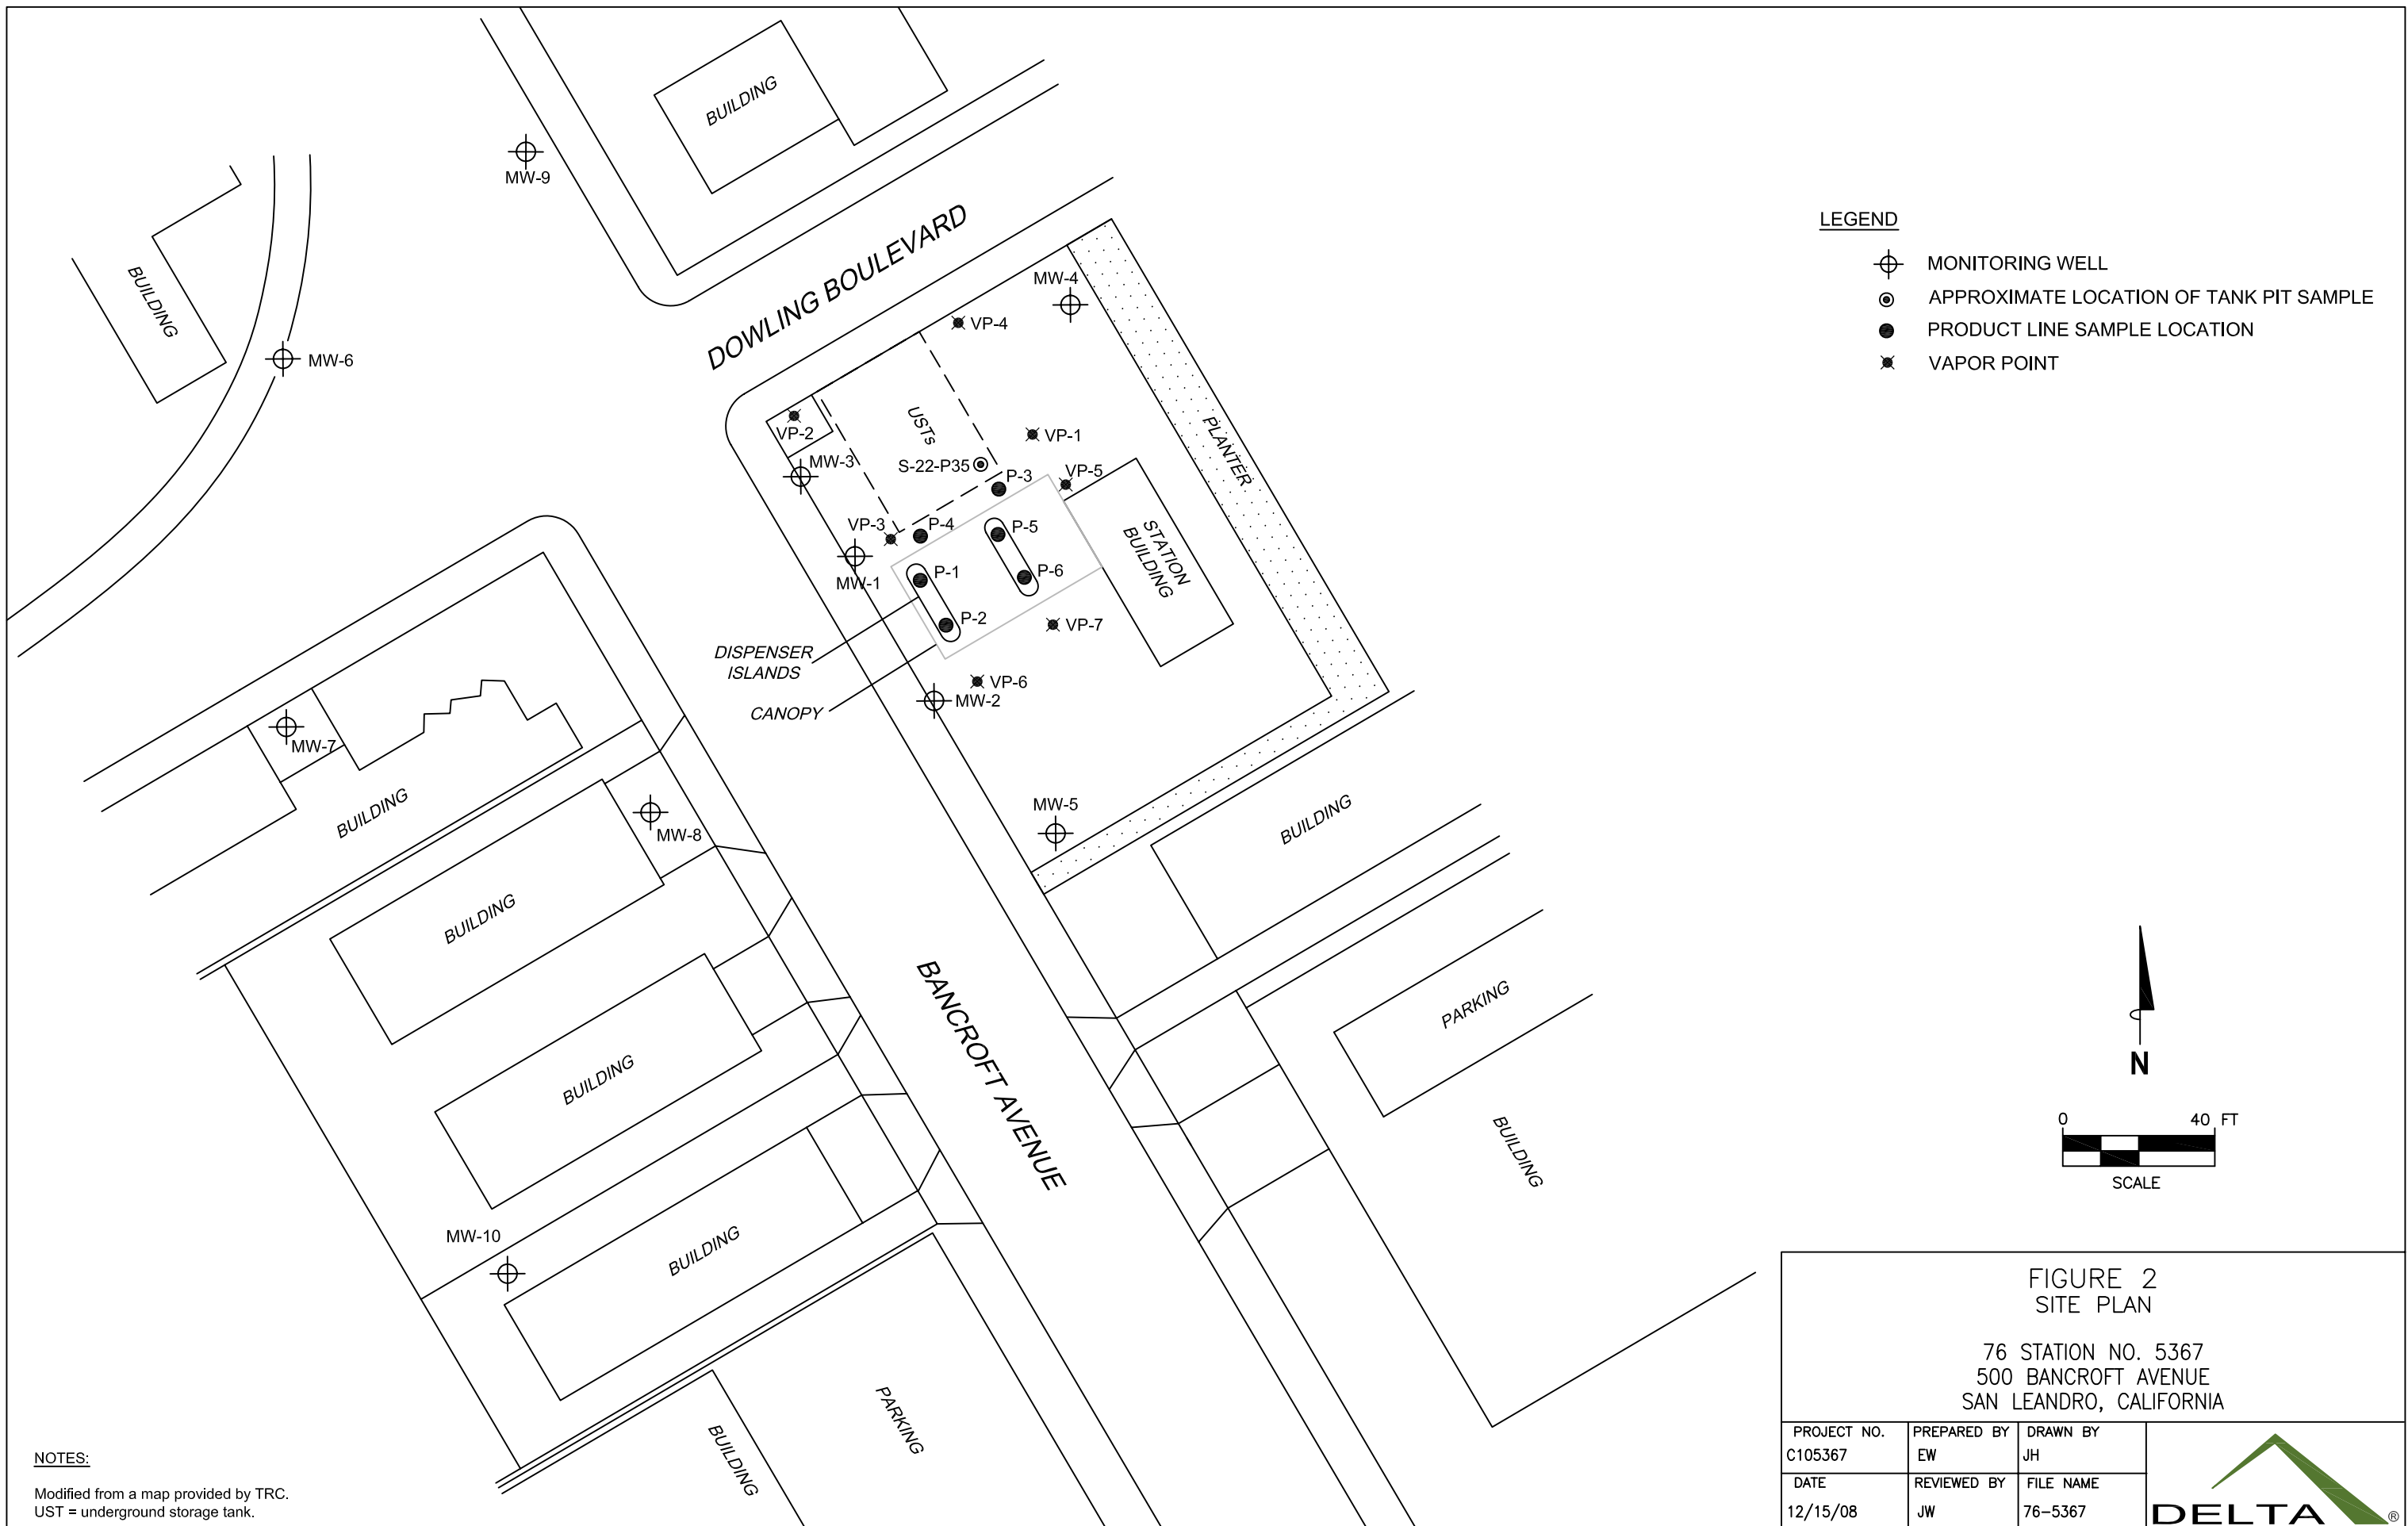 BUILDING
MW-9
BUILDING
MW-6
DOWLING BOULEVARD
MW-4
VP-4
VP-2
USTs
VP-1
MW-3
S-22-P35
P-3
VP-5
PLANTER
VP-3
P-4
P-5
STATION
BUILDING
MW-1
P-1
P-6
P-2
VP-7
DISPENSER
ISLANDS
VP-6
MW-2
CANOPY
MW-7
BUILDING
MW-8
MW-5
BUILDING
BUILDING
BUILDING
BANCROFT AVENUE
PARKING
BUILDING
MW-10
BUILDING
PARKING
BUILDING
LEGEND
MONITORING WELL
APPROXIMATE LOCATION OF TANK PIT SAMPLE
PRODUCT LINE SAMPLE LOCATION
VAPOR POINT
N
0 40 FT
SCALE
NOTES:
Modified from a map provided by TRC.
UST = underground storage tank.
FIGURE 2
SITE PLAN
76 STATION NO. 5367
500 BANCROFT AVENUE
SAN LEANDRO, CALIFORNIA
PROJECT NO.
C105367
PREPARED BY
EW
DRAWN BY
JH
DATE
12/15/08
REVIEWED BY
JW
FILE NAME
76-5367
DELTA ®